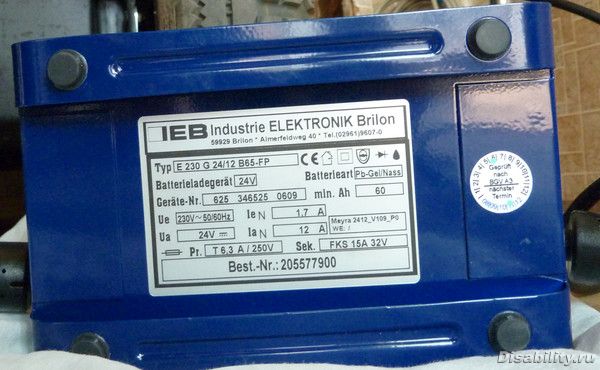 IEB Industrie ELEKTRONIK Brilon
59929 Brilon * Almerfeldweg 40 * Tel.(02961)9607-0
Typ E 230 G 24/12 B65-FP
Batterieladegerät 24V Batterieart Pb-Gel/Nass
Geräte-Nr. 625 346525 0609 min. Ah 60
Ue 230V~50/60Hz Ie N 1.7 A Meyra 2412_V109_P0
WE: /
Ua 24V Ia N 12 A
Pr. T 6,3 A / 250V Sek. FKS 15A 32V
Best.-Nr.: 205577900
Geprüft
nach
BGV A3
nächster
Termin
Disability.ru